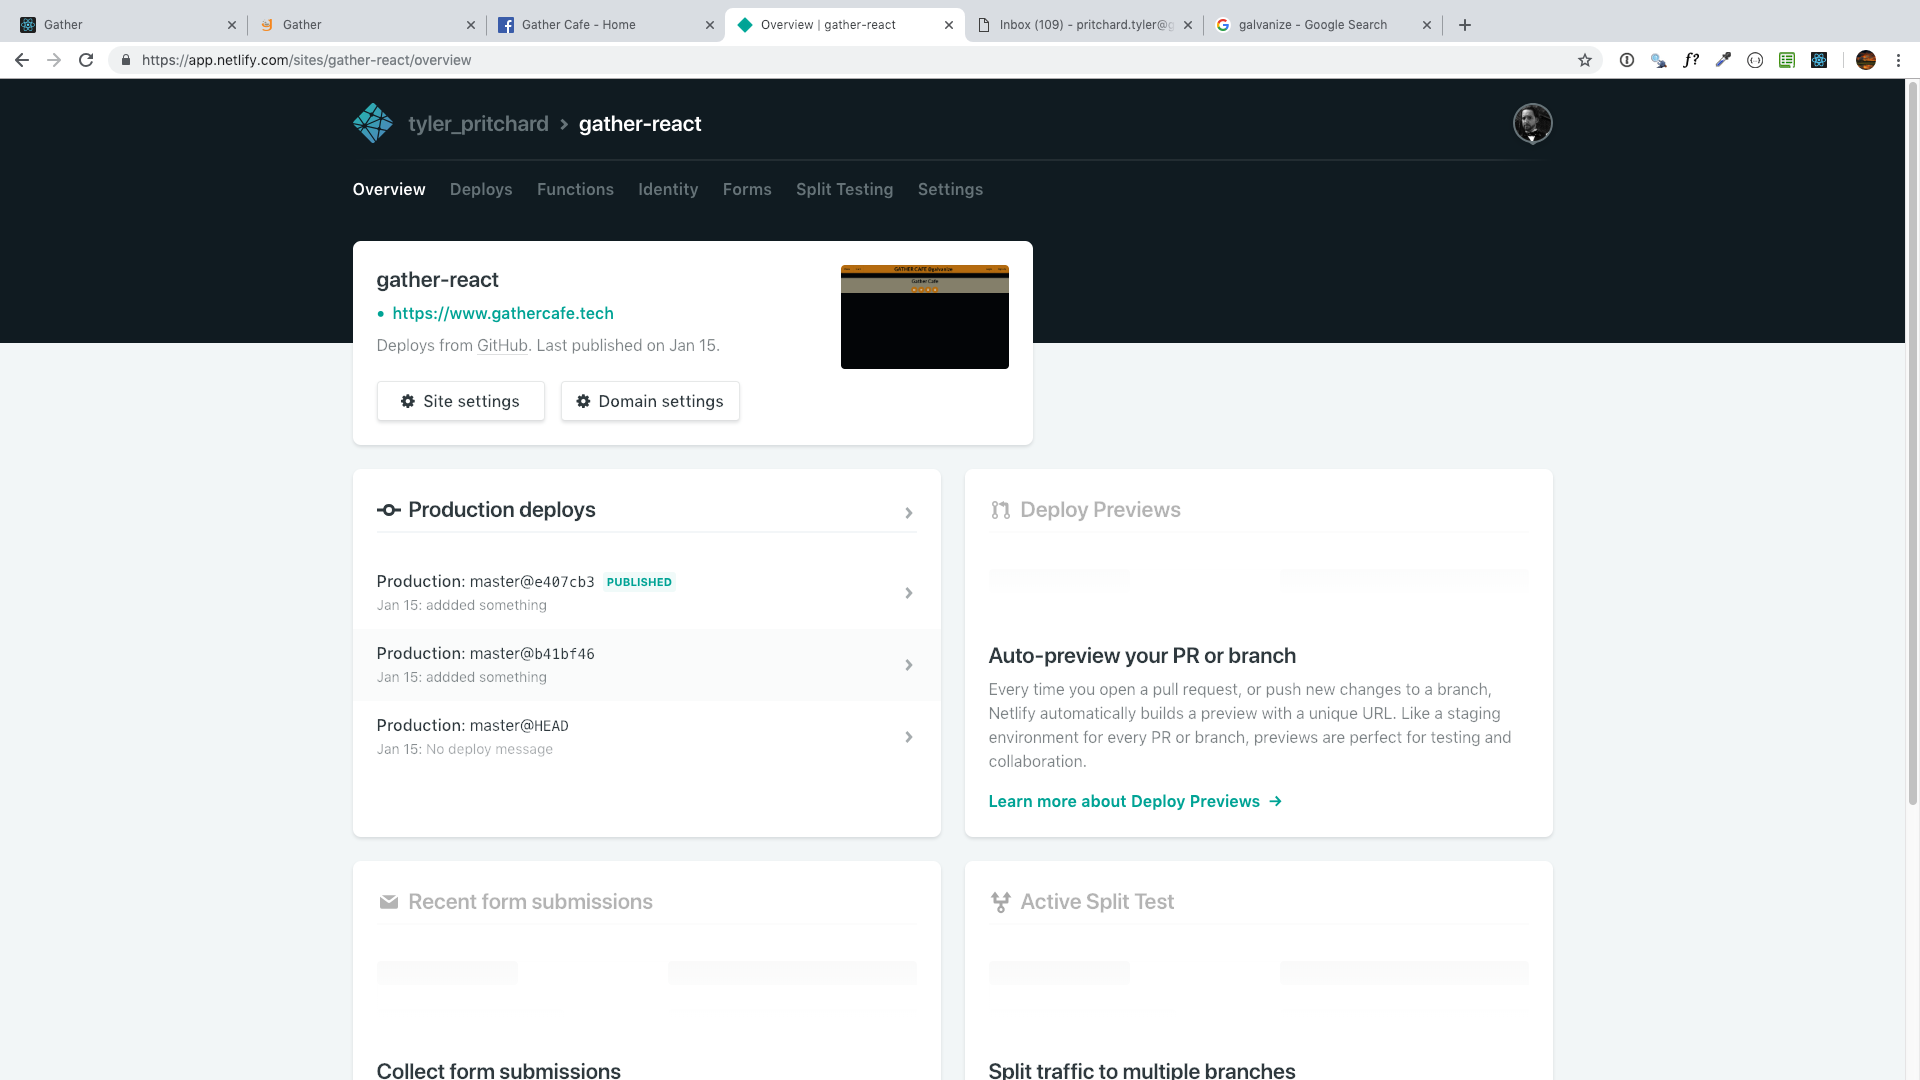 Gather
Gather
Gather Cafe - Home
Overview | gather-react
Inbox (109) - pritchard.tyler@g
galvanize - Google Search
https://app.netlify.com/sites/gather-react/overview
f?
tyler_pritchard > gather-react
Overview Deploys Functions Identity Forms Split Testing Settings
gather-react
• https://www.gathercafe.tech
Deploys from GitHub. Last published on Jan 15.
GATHER CAFE @galvanize
Gather Cafe
Site settings
Domain settings
Production deploys
Production: master@e407cb3 PUBLISHED
Jan 15: addded something
Production: master@b41bf46
Jan 15: addded something
Production: master@HEAD
Jan 15: No deploy message
Deploy Previews
Auto-preview your PR or branch
Every time you open a pull request, or push new changes to a branch,
Netlify automatically builds a preview with a unique URL. Like a staging
environment for every PR or branch, previews are perfect for testing and
collaboration.
Learn more about Deploy Previews →
Recent form submissions
Collect form submissions
Active Split Test
Split traffic to multiple branches